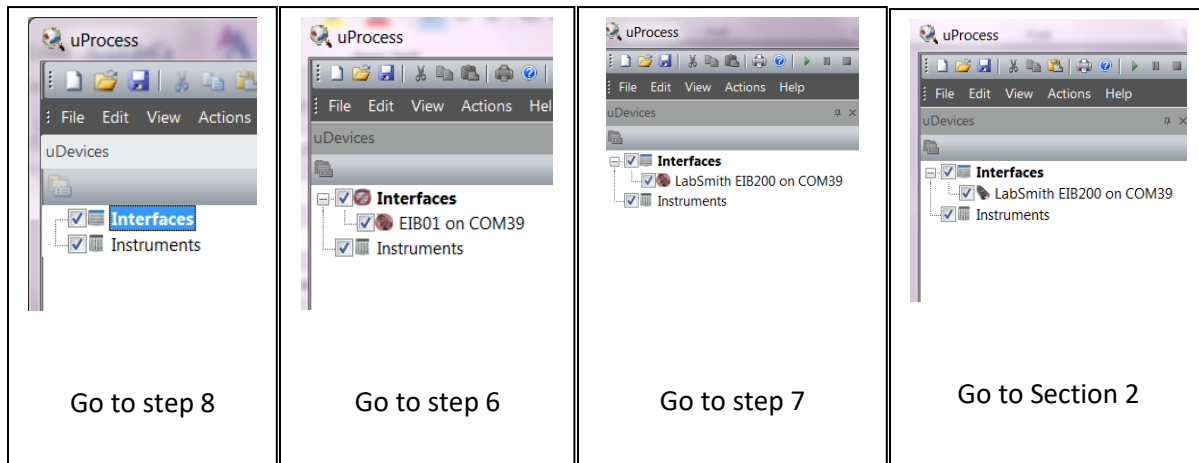 uProcess
File Edit View Actions
uDevices
Interfaces
Instruments
Go to step 8
uProcess
File Edit View Actions Hel
uDevices
Interfaces
EIB01 on COM39
Instruments
Go to step 6
uProcess
File Edit View Actions Help
uDevices
Interfaces
LabSmith EIB200 on COM39
Instruments
Go to step 7
uProcess
File Edit View Actions Help
uDevices
Interfaces
LabSmith EIB200 on COM39
Instruments
Go to Section 2